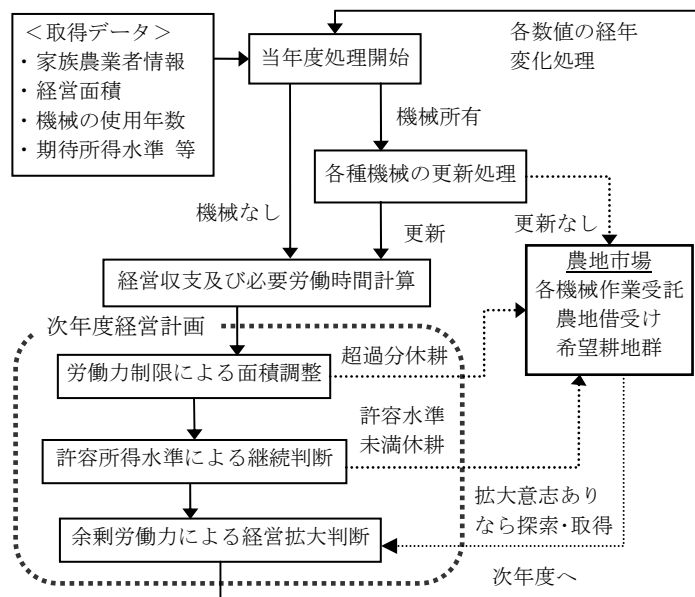 ＜取得データ＞
・家族農業者情報
・経営面積
・機械の使用年数
・期待所得水準 等
当年度処理開始
各数値の経年
変化処理
機械所有
各種機械の更新処理
機械なし
更新
更新なし
経営収支及び必要労働時間計算
農地市場
各機械作業受託
農地借受け
希望耕地群
次年度経営計画
労働力制限による面積調整
超過分休耕
許容水準
未満休耕
許容所得水準による継続判断
拡大意志あり
なら探索･取得
余剰労働力による経営拡大判断
次年度へ